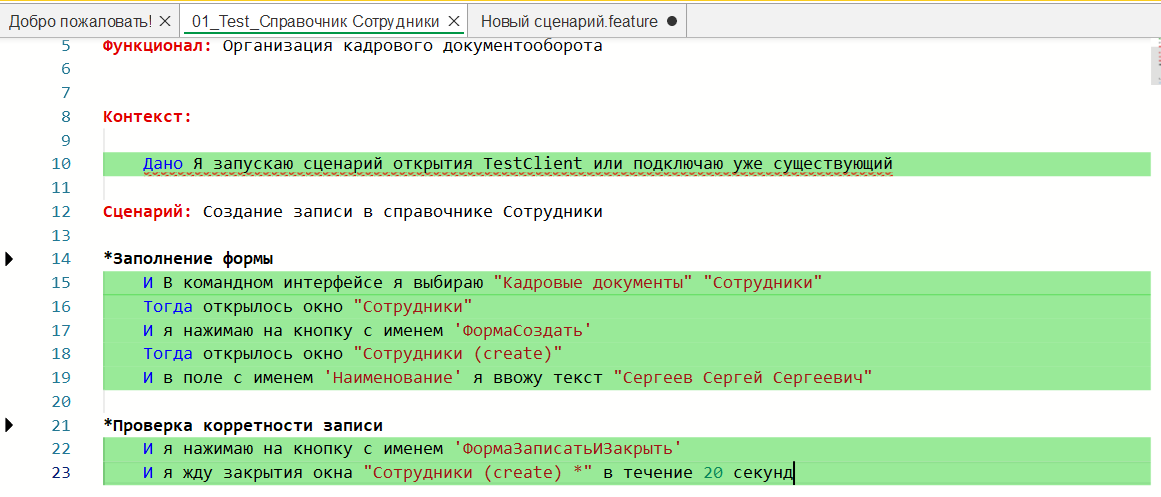 Добро пожаловать! × 01_Test_Справочник Сотрудники × Новый сценарий.feature ●
5 Функционал: Организация кадрового документооборота
6
7
8 Контекст:
9
10 Дано Я запускаю сценарий открытия TestClient или подключаю уже существующий
11
12 Сценарий: Создание записи в справочнике Сотрудники
13
14 *Заполнение формы
15 И В командном интерфейсе я выбираю "Кадровые документы" "Сотрудники"
16 Тогда открылось окно "Сотрудники"
17 И я нажимаю на кнопку с именем 'ФормаСоздать'
18 Тогда открылось окно "Сотрудники (create)"
19 И в поле с именем 'Наименование' я ввожу текст "Сергеев Сергей Сергеевич"
20
21 *Проверка корретности записи
22 И я нажимаю на кнопку с именем 'ФормаЗаписатьИЗакрыть'
23 И я жду закрытия окна "Сотрудники (create) *" в течение 20 секунд